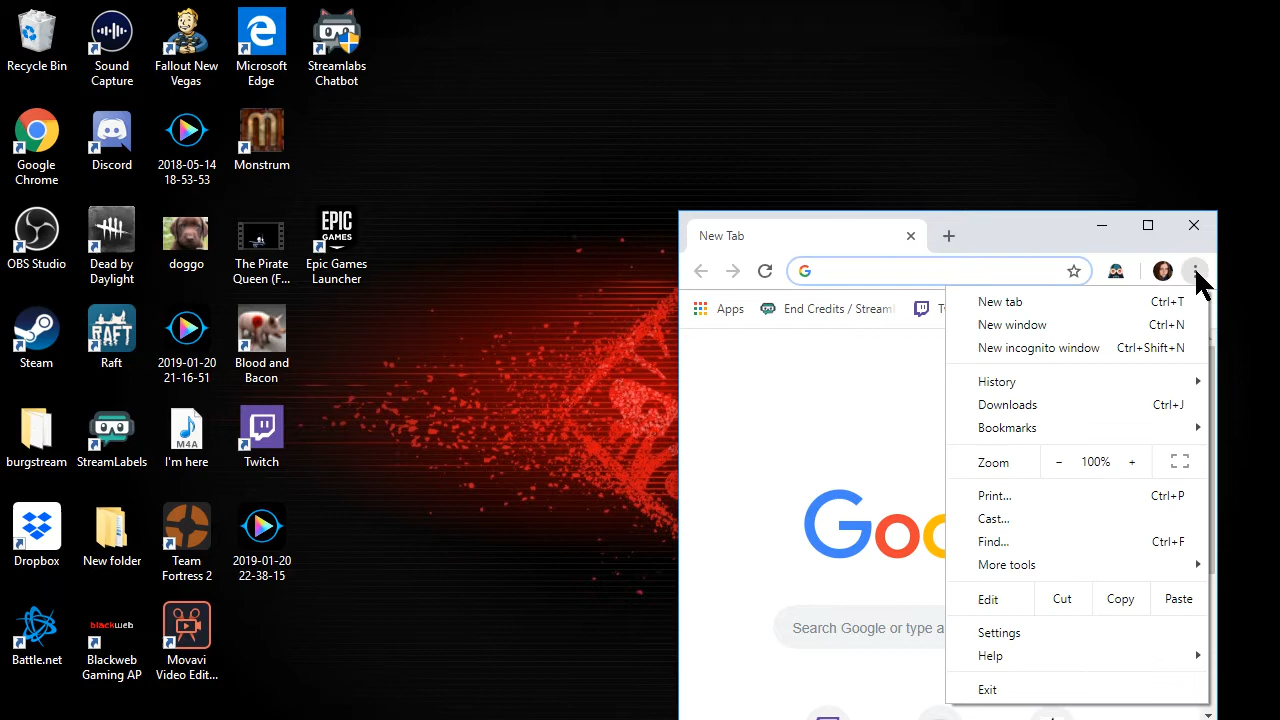 Recycle Bin
Sound
Capture
Fallout New
Vegas
Microsoft
Edge
Streamlabs
Chatbot
Google
Chrome
Discord
2018-05-14
18-53-53
Monstrum
OBS Studio
Dead by
Daylight
doggo
The Pirate
Queen (F...
EPIC
GAMES
Epic Games
Launcher
Steam
RAFT
Raft
2019-01-20
21-16-51
Blood and
Bacon
burgstream
StreamLabels
M4A
I'm here
Twitch
Dropbox
New folder
Team
Fortress 2
2019-01-20
22-38-15
Battle.net
blackweb
Blackweb
Gaming AP
Movavi
Video Edit...
New Tab
Apps
End Credits / Streaml
New tab Ctrl+T
New window Ctrl+N
New incognito window Ctrl+Shift+N
History
Downloads Ctrl+J
Bookmarks
Zoom - 100% +
Print... Ctrl+P
Cast...
Find... Ctrl+F
More tools
Edit Cut Copy Paste
Settings
Help
Exit
Goo
Search Google or type a